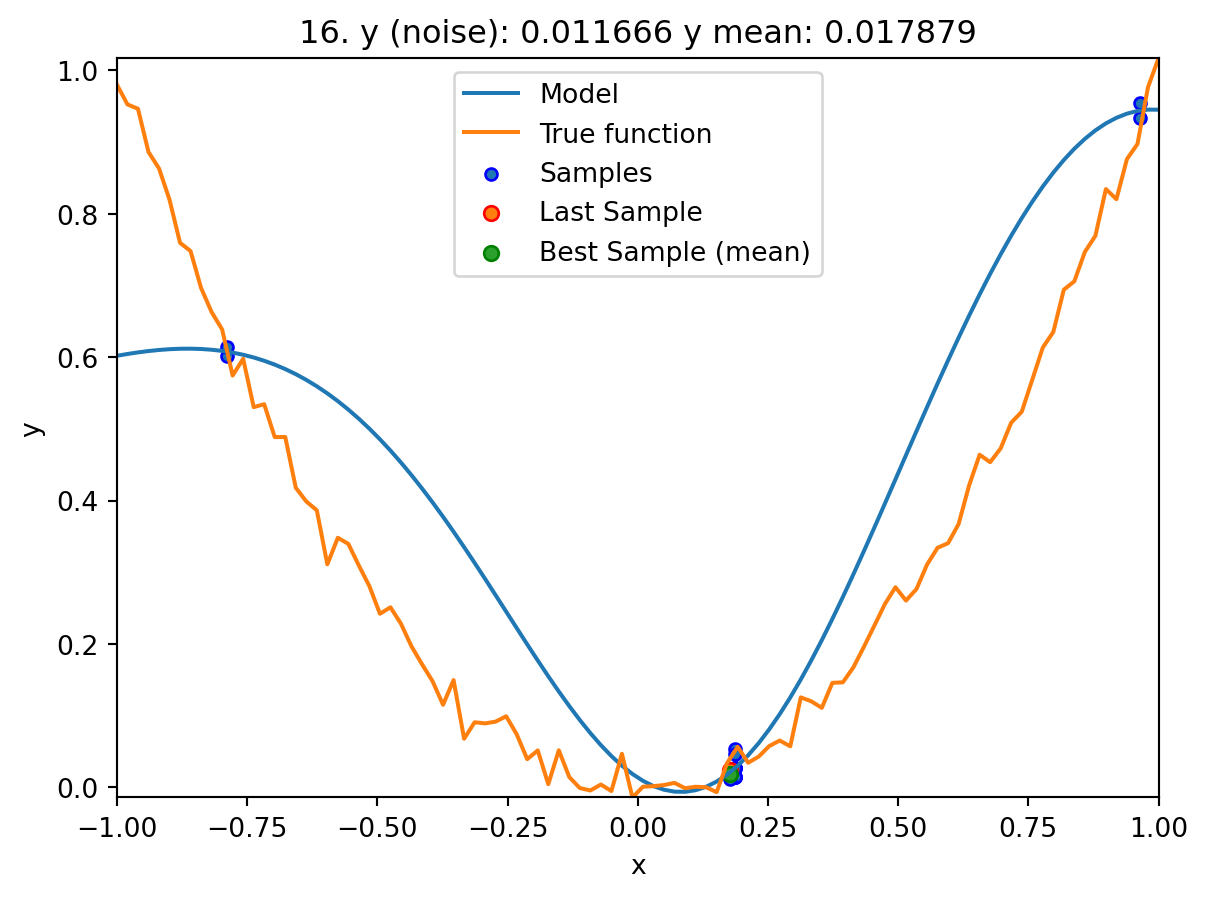 16. y (noise): 0.011666 y mean: 0.017879
Model
True function
Samples
Last Sample
Best Sample (mean)
1.0
0.8
0.6
0.4
0.2
0.0
y
−1.00 −0.75 −0.50 −0.25 0.00 0.25 0.50 0.75 1.00
x